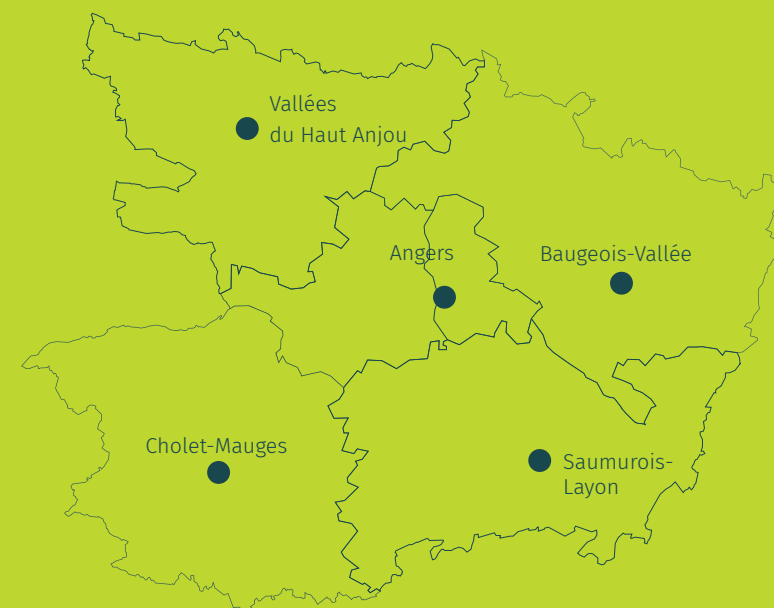 Vallées
du Haut Anjou
Angers
Baugeois-Vallée
Cholet-Mauges
Saumurois-
Layon